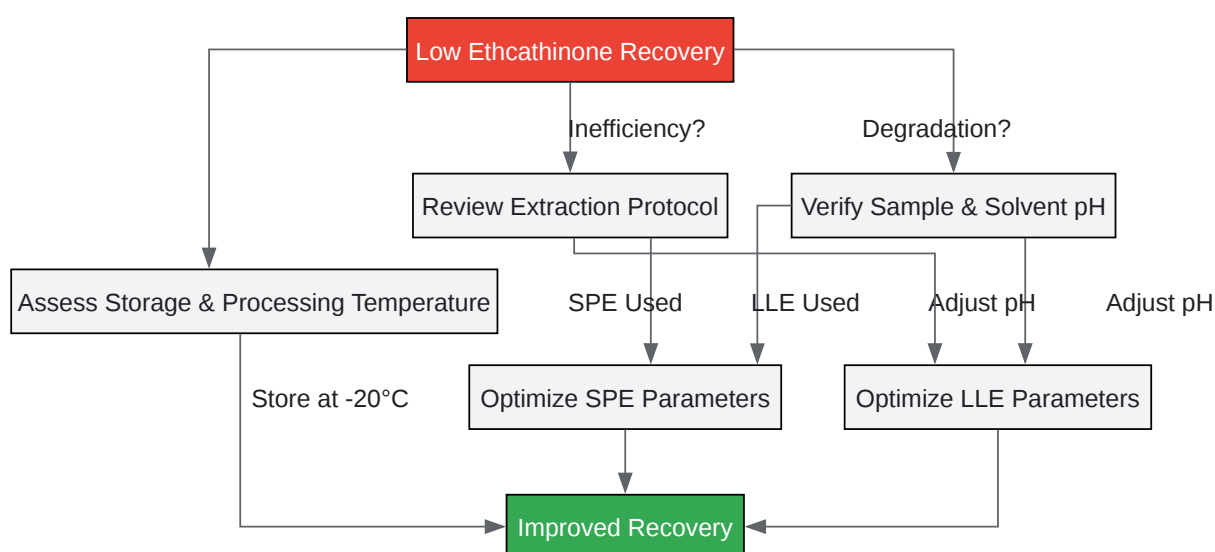 Low Ethcathinone Recovery
Inefficiency?
Degradation?
Review Extraction Protocol
Verify Sample & Solvent pH
Assess Storage & Processing Temperature
SPE Used
LLE Used
Adjust pH
Adjust pH
Store at -20°C
Optimize SPE Parameters
Optimize LLE Parameters
Improved Recovery